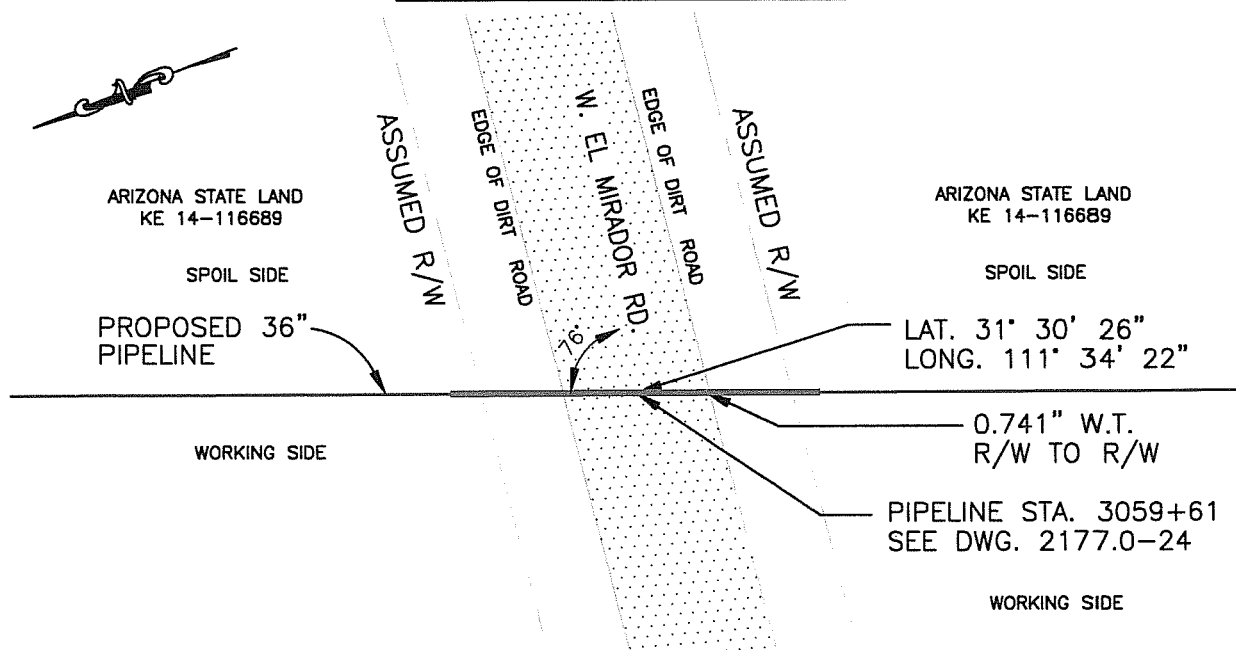 ARIZONA STATE LAND
KE 14-116689
SPOIL SIDE
PROPOSED 36"
PIPELINE
WORKING SIDE
ASSUMED R/W
EDGE OF DIRT ROAD
W. EL MIRADOR RD.
76°
EDGE OF DIRT ROAD
ASSUMED R/W
ARIZONA STATE LAND
KE 14-116689
SPOIL SIDE
LAT. 31° 30' 26"
LONG. 111° 34' 22"
0.741" W.T.
R/W TO R/W
PIPELINE STA. 3059+61
SEE DWG. 2177.0-24
WORKING SIDE